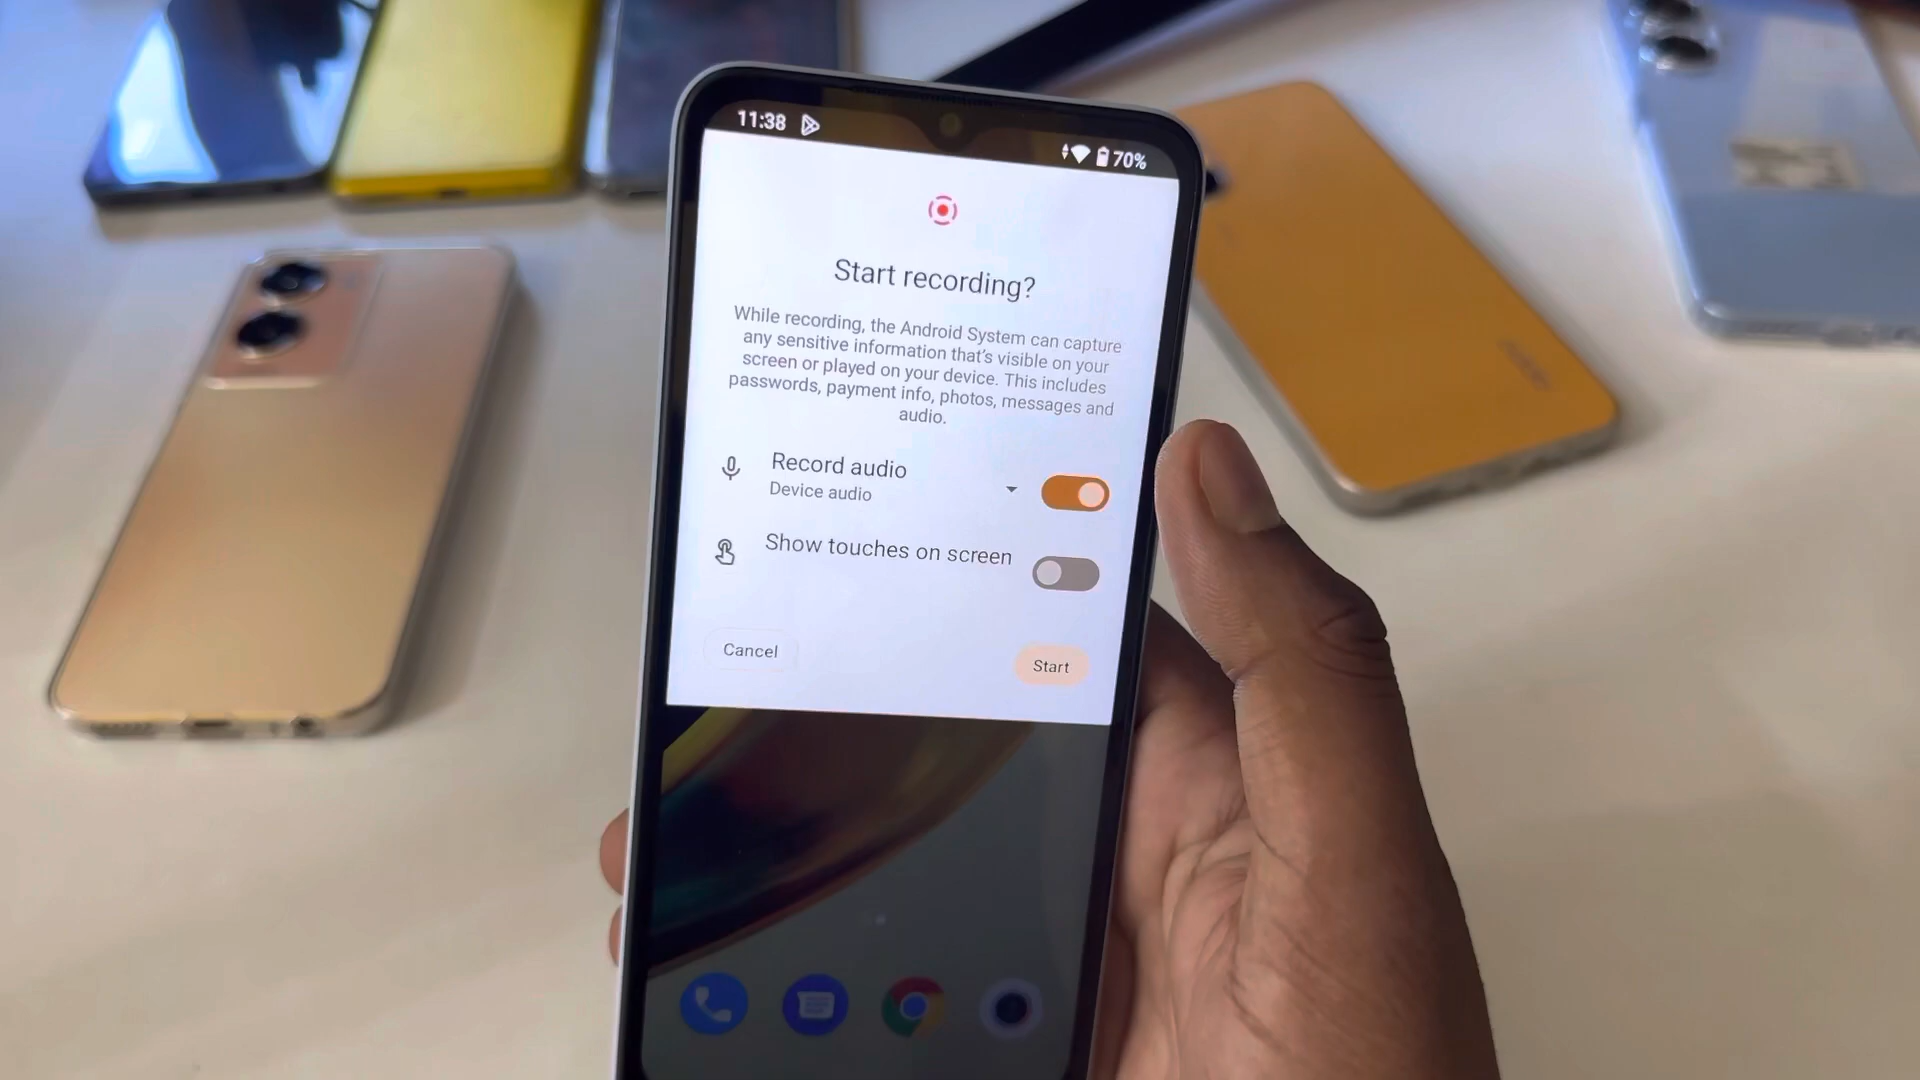 11:38 70%
Start recording?
While recording, the Android System can capture
any sensitive information that's visible on your
screen or played on your device. This includes
passwords, payment info, photos, messages and
audio.
Record audio
Device audio
Show touches on screen
Cancel Start